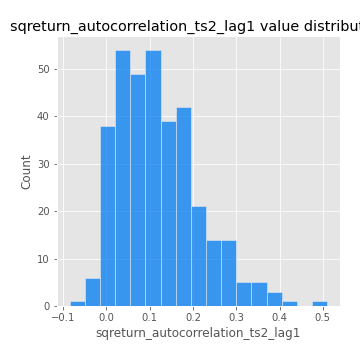 sqreturn_autocorrelation_ts2_lag1 value distribut
Count
50
40
30
20
10
0
−0.1 0.0 0.1 0.2 0.3 0.4 0.5
sqreturn_autocorrelation_ts2_lag1